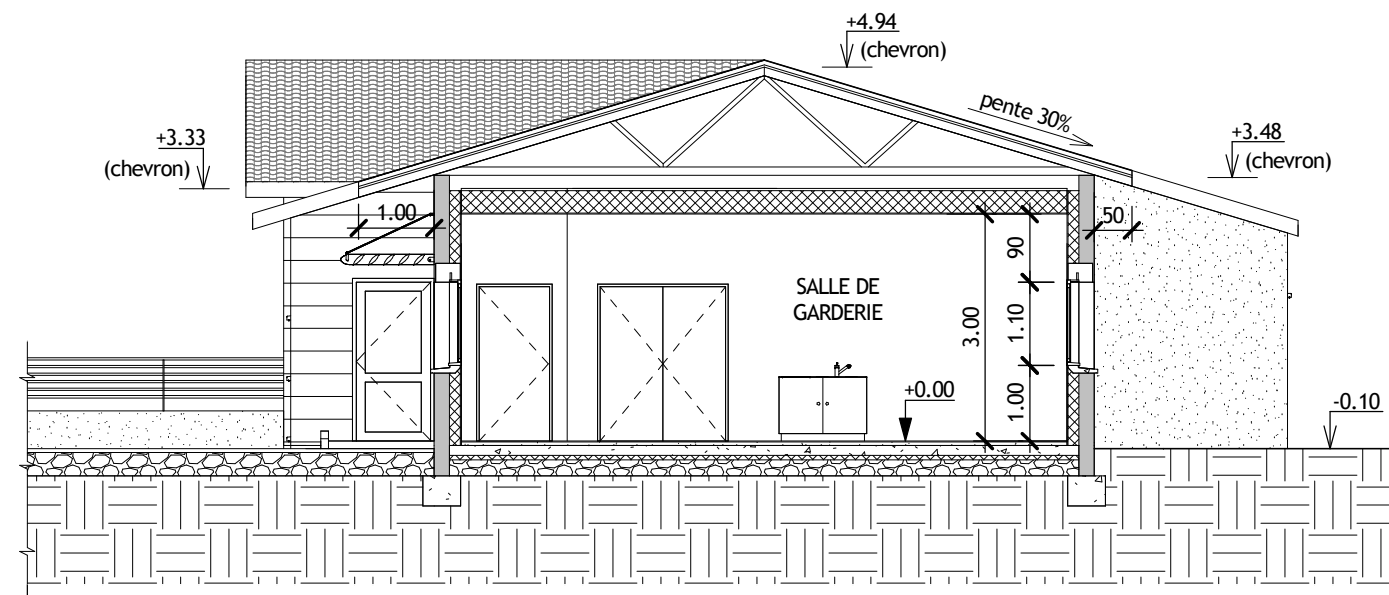 +4.94
(chevron)
pente 30%
+3.33
(chevron)
+3.48
(chevron)
1.00
50
90
SALLE DE
GARDERIE
3.00
1.10
+0.00
1.00
-0.10